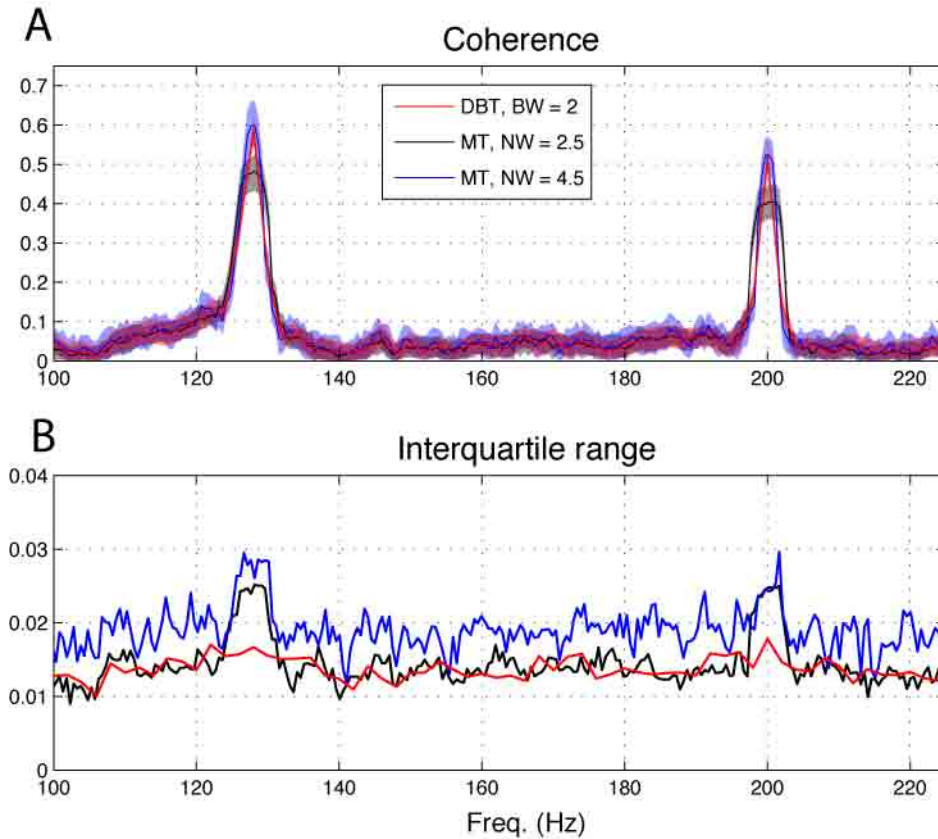 A
Coherence
0.7
0.6
0.5
0.4
0.3
0.2
0.1
0
DBT, BW = 2
MT, NW = 2.5
MT, NW = 4.5
100 120 140 160 180 200 220
B
Interquartile range
0.04
0.03
0.02
0.01
0
100 120 140 160 180 200 220
Freq. (Hz)